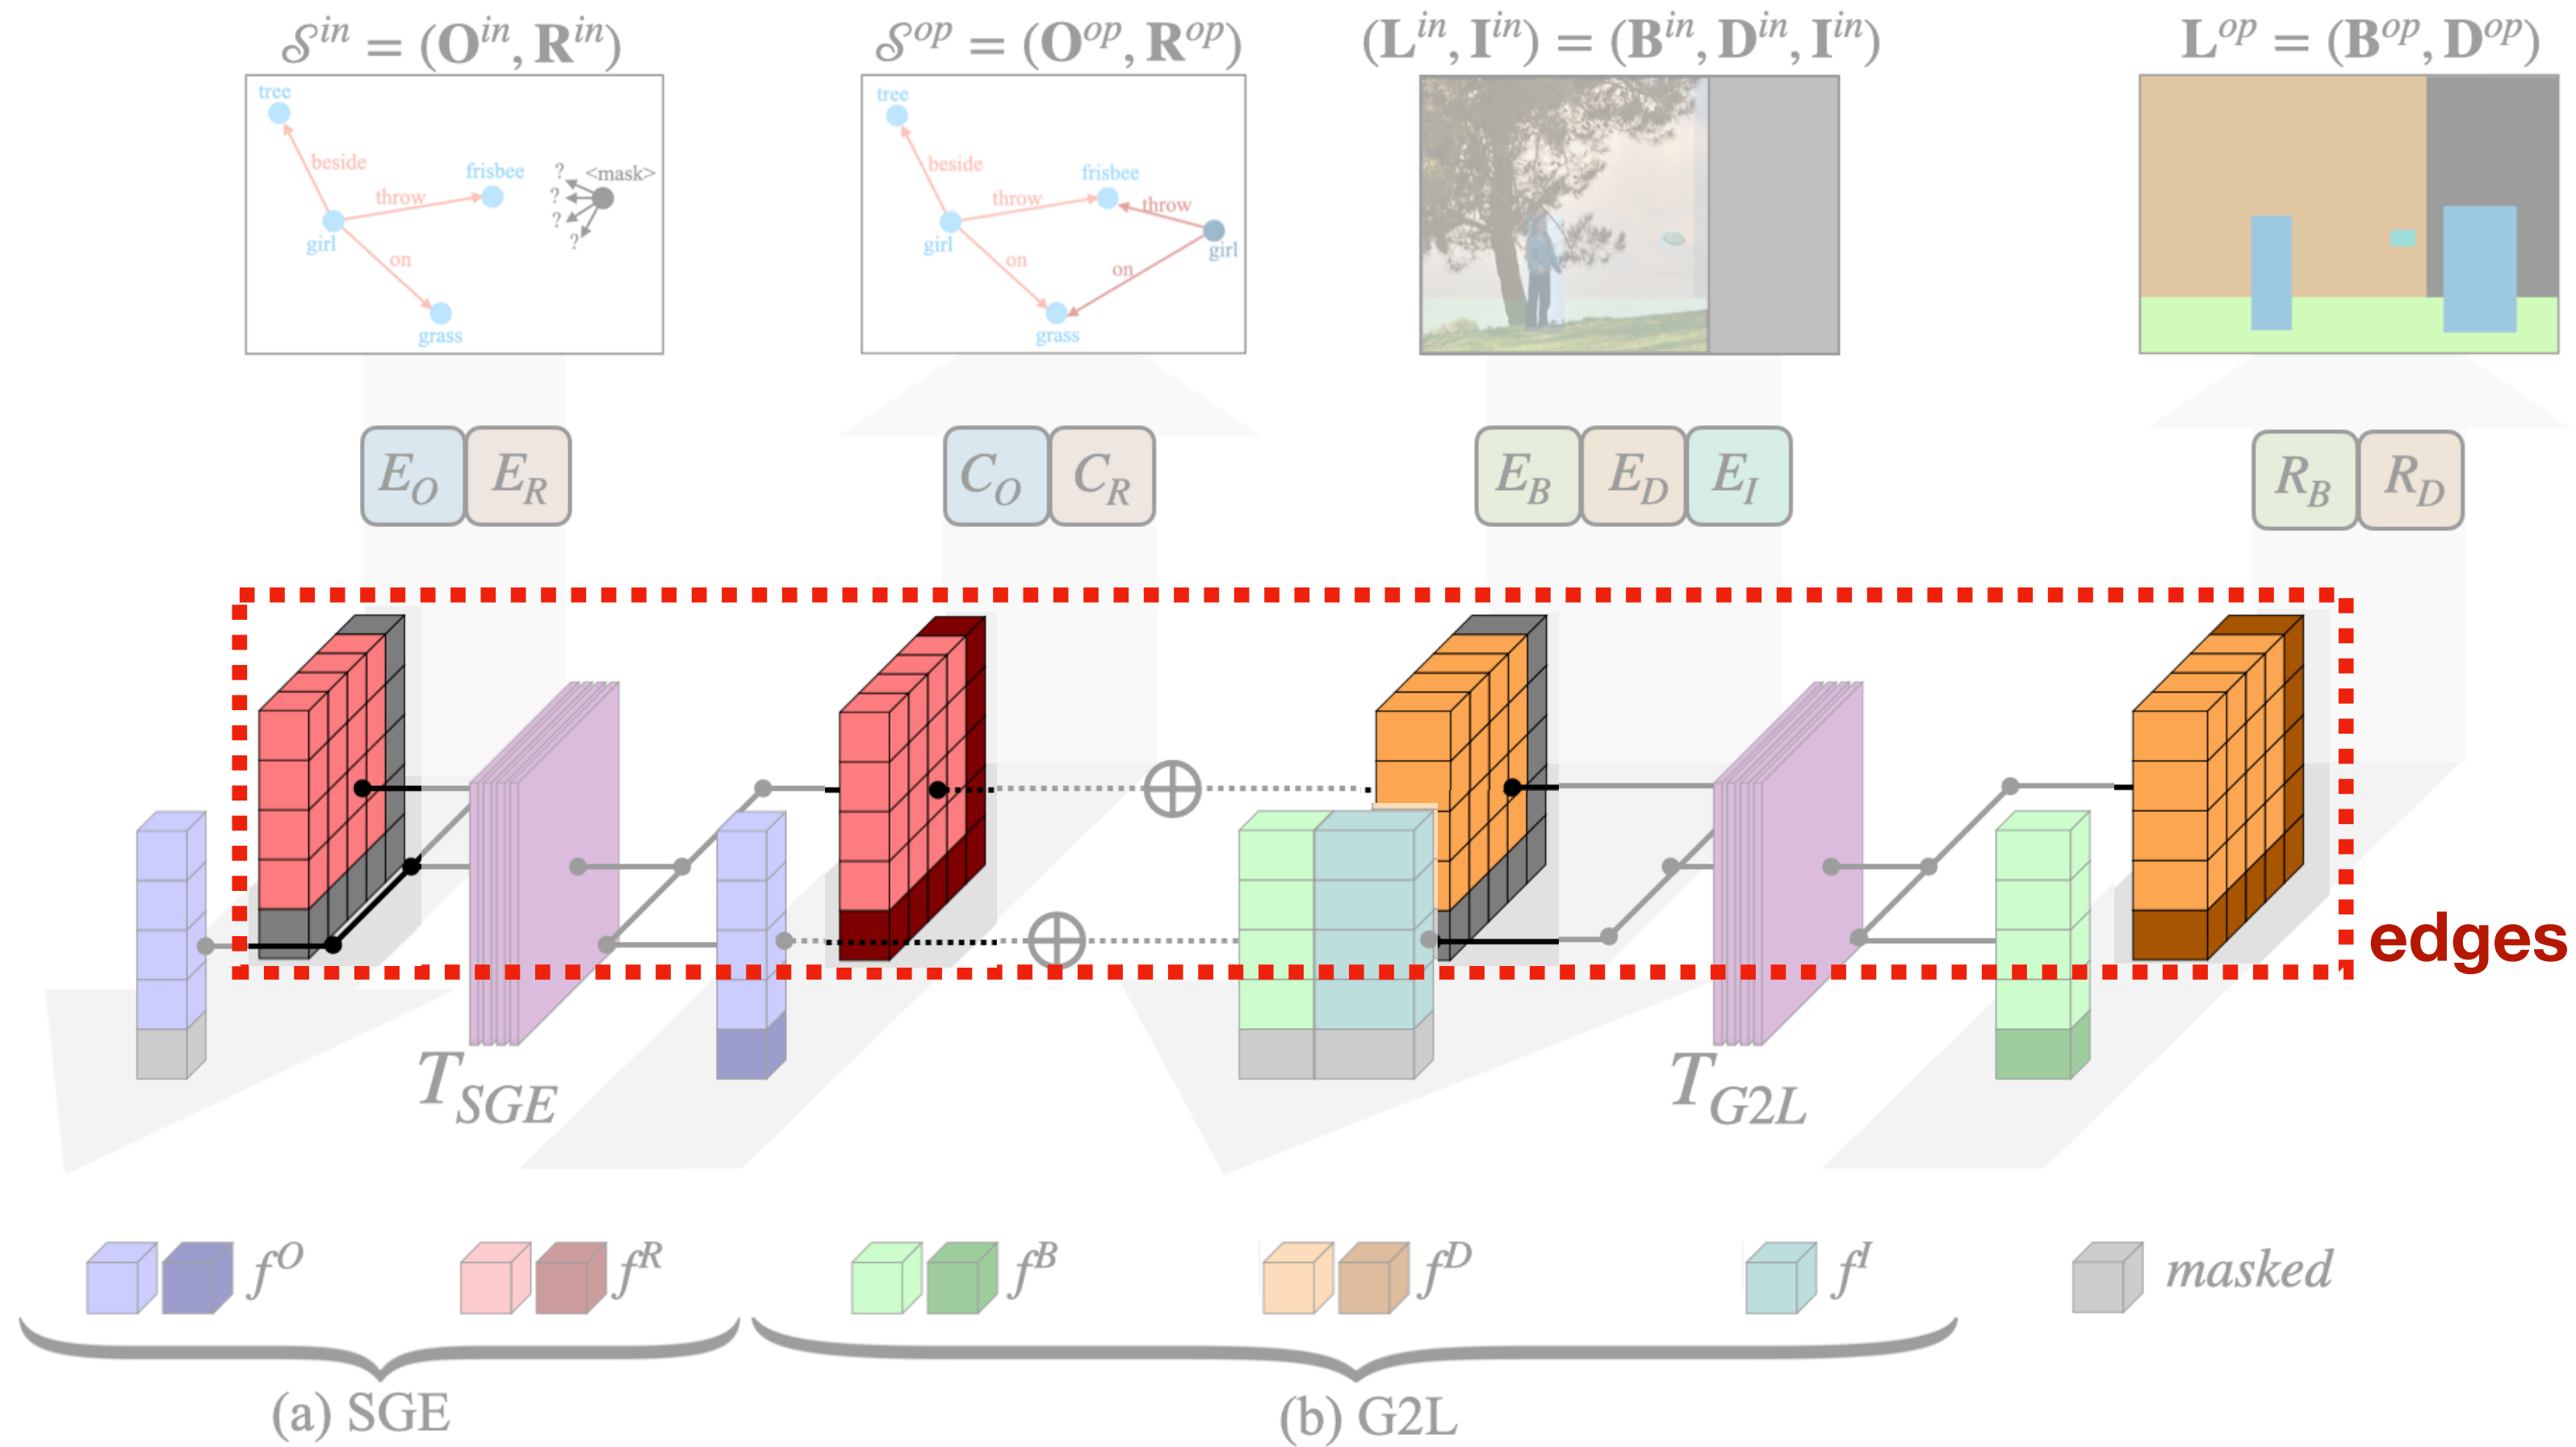 𝒮^in = (O^in, R^in)
𝒮^op = (O^op, R^op)
(L^in, I^in) = (B^in, D^in, I^in)
L^op = (B^op, D^op)
tree
beside
frisbee
throw
girl
on
grass
<mask>
?
?
?
?
tree
beside
frisbee
throw
throw
girl
girl
on
on
grass
E_O E_R
C_O C_R
E_B E_D E_I
R_B R_D
edges
T_SGE
T_G2L
f^O
f^R
f^B
f^D
f^I
masked
(a) SGE
(b) G2L